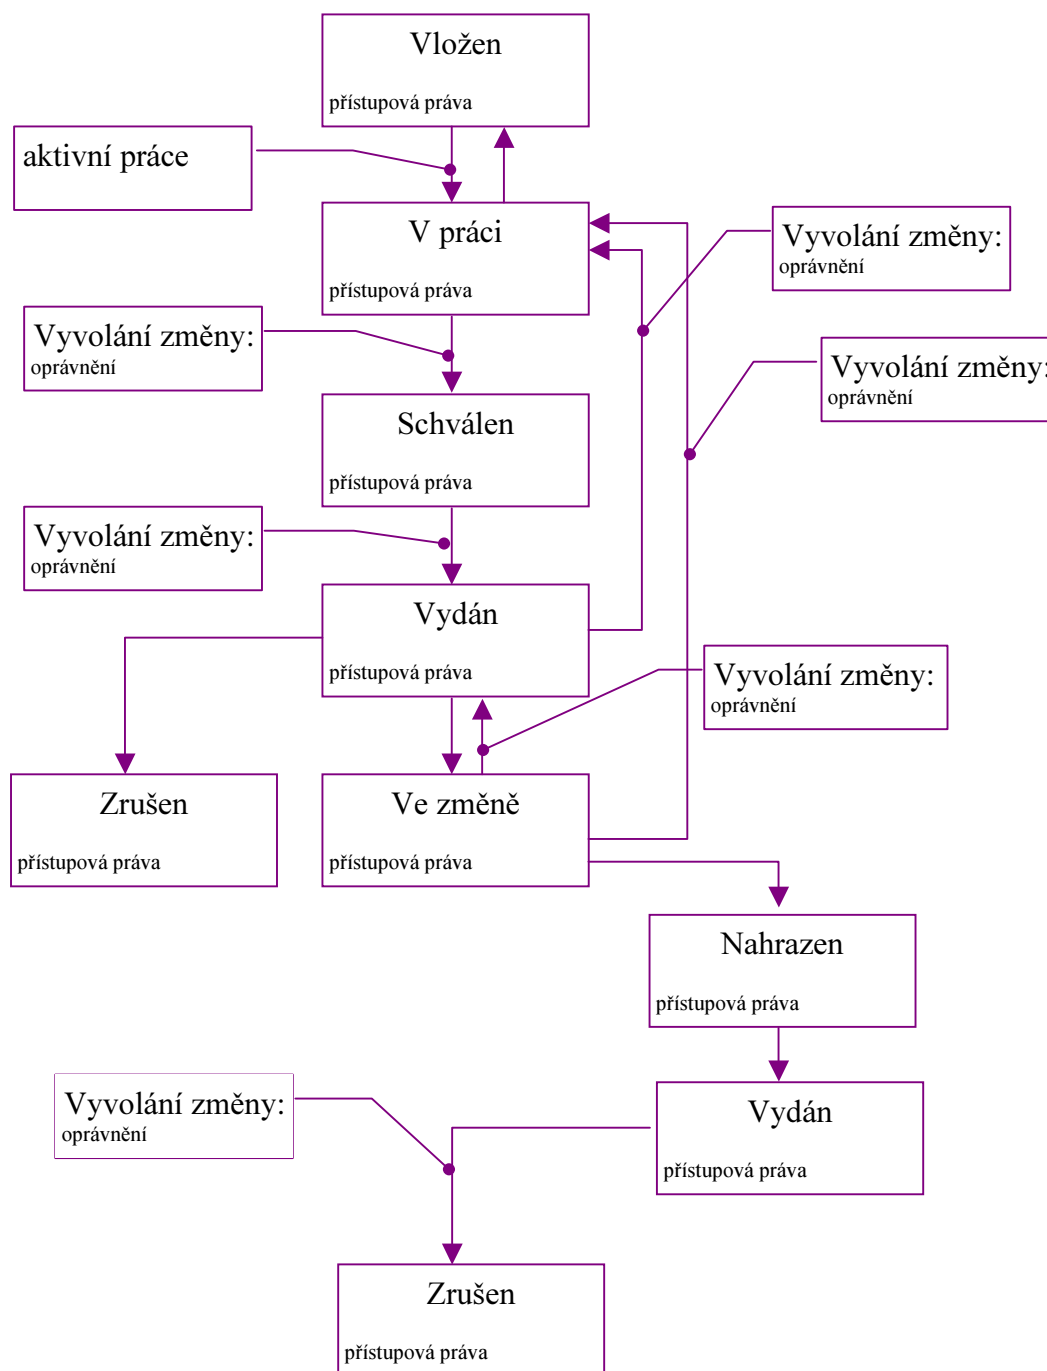 Vložen
přístupová práva
aktivní práce
V práci
přístupová práva
Vyvolání změny:
oprávnění
Vyvolání změny:
oprávnění
Vyvolání změny:
oprávnění
Schválen
přístupová práva
Vyvolání změny:
oprávnění
Vydán
přístupová práva
Vyvolání změny:
oprávnění
Zrušen
přístupová práva
Ve změně
přístupová práva
Nahrazen
přístupová práva
Vyvolání změny:
oprávnění
Vydán
přístupová práva
Zrušen
přístupová práva